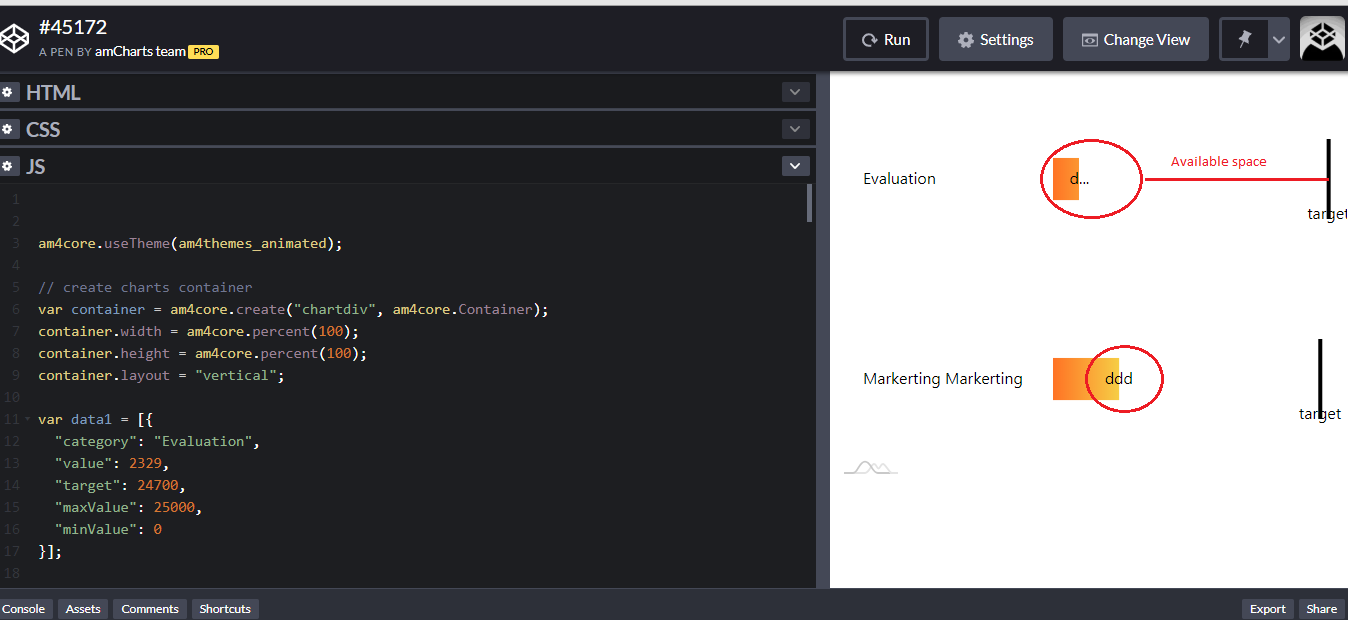 #45172
A PEN BY amCharts team PRO
Run
Settings
Change View
HTML
CSS
JS
1
2
3 am4core.useTheme(am4themes_animated);
4
5 // create charts container
6 var container = am4core.create("chartdiv", am4core.Container);
7 container.width = am4core.percent(100);
8 container.height = am4core.percent(100);
9 container.layout = "vertical";
10
11 var data1 = [{
12 "category": "Evaluation",
13 "value": 2329,
14 "target": 24700,
15 "maxValue": 25000,
16 "minValue": 0
17 }];
18
Evaluation
d...
Available space
target
Markerting Markerting
ddd
target
Console
Assets
Comments
Shortcuts
Export
Share